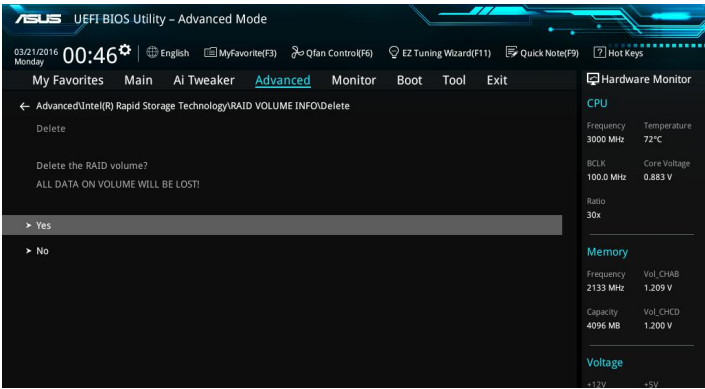 ASUS UEFI BIOS Utility – Advanced Mode
03/21/2016 Monday 00:46 English MyFavorite(F3) Qfan Control(F6) EZ Tuning Wizard(F11) Quick Note(F9) ? Hot Keys
My Favorites Main Ai Tweaker Advanced Monitor Boot Tool Exit
Hardware Monitor
← Advanced\Intel(R) Rapid Storage Technology\RAID VOLUME INFO\Delete
Delete
Delete the RAID volume?
ALL DATA ON VOLUME WILL BE LOST!
> Yes
> No
CPU
Frequency Temperature
3000 MHz 72°C
BCLK Core Voltage
100.0 MHz 0.883 V
Ratio
30x
Memory
Frequency Vol_CHAB
2133 MHz 1.209 V
Capacity Vol_CHCD
4096 MB 1.200 V
Voltage
+12V +5V